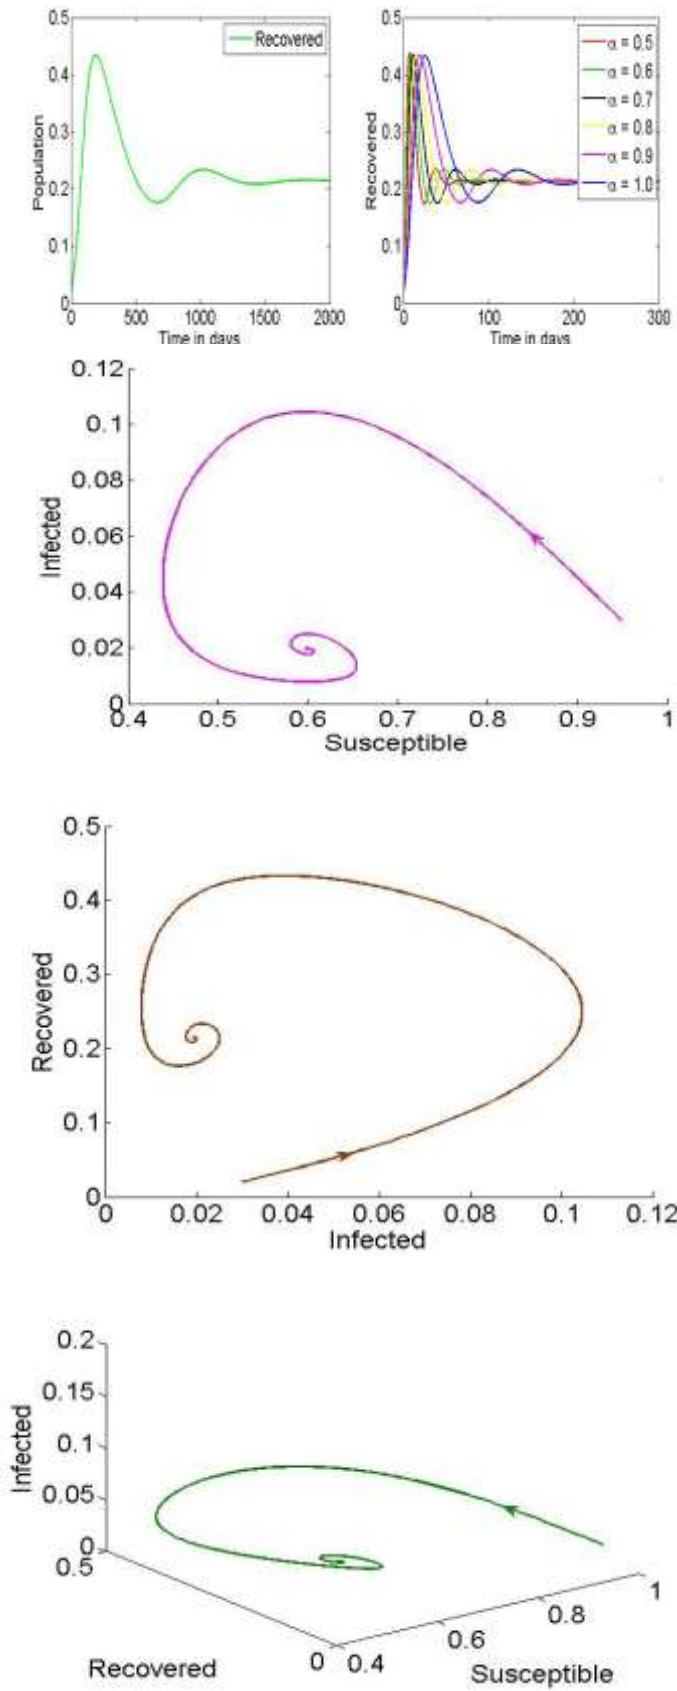 0.5
0.4
0.3
0.2
0.1
0
Population
Recovered
0 500 1000 1500 2000
Time in days
0.5
0.4
0.3
0.2
0.1
0
Recovered
α = 0.5
α = 0.6
α = 0.7
α = 0.8
α = 0.9
α = 1.0
0 100 200 300
Time in days
0.12
0.1
0.08
0.06
0.04
0.02
0
Infected
0.4 0.5 0.6 0.7 0.8 0.9 1
Susceptible
0.5
0.4
0.3
0.2
0.1
0
Recovered
0 0.02 0.04 0.06 0.08 0.1 0.12
Infected
0.2
0.15
0.1
0.05
0
Infected
0.5
0
Recovered
0.4 0.6 0.8 1
Susceptible